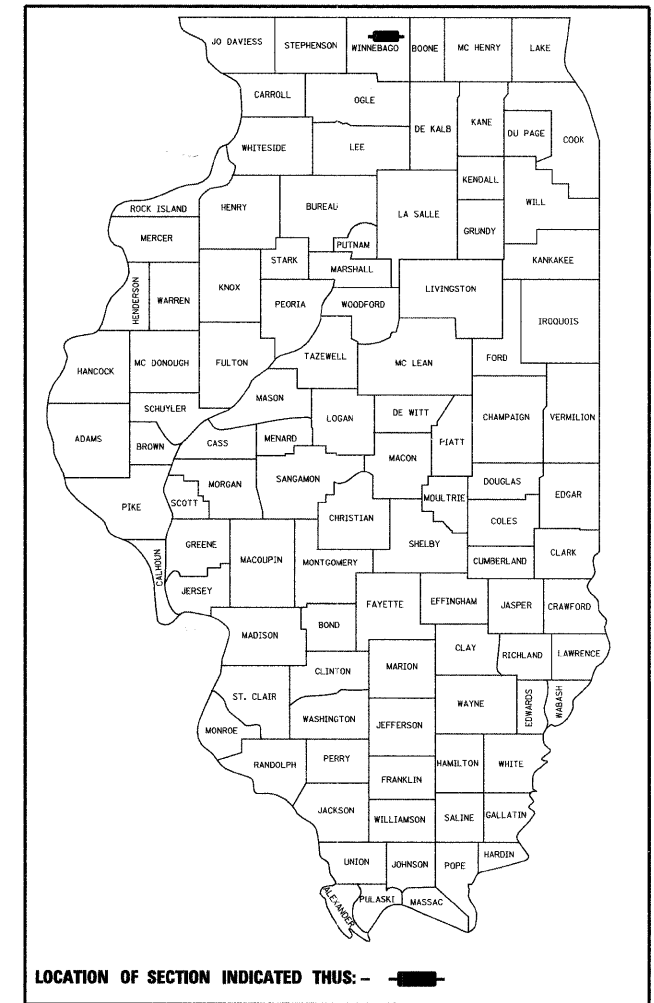 JO DAVIESS
STEPHENSON
WINNEBAGO
BOONE
MC HENRY
LAKE
CARROLL
OGLE
DE KALB
KANE
DU PAGE
COOK
WHITESIDE
LEE
KENDALL
WILL
ROCK ISLAND
HENRY
BUREAU
LA SALLE
GRUNDY
MERCER
PUTNAM
STARK
MARSHALL
KANKAKEE
HENDERSON
WARREN
KNOX
PEORIA
WOODFORD
LIVINGSTON
IROQUOIS
HANCOCK
MC DONOUGH
FULTON
TAZEWELL
MC LEAN
FORD
MASON
SCHUYLER
LOGAN
DE WITT
CHAMPAIGN
VERMILION
ADAMS
BROWN
CASS
MENARD
PIATT
MACON
MORGAN
SANGAMON
DOUGLAS
EDGAR
PIKE
SCOTT
MOULTRIE
CHRISTIAN
COLES
CALHOUN
GREENE
MACOUPIN
MONTGOMERY
SHELBY
CUMBERLAND
CLARK
JERSEY
FAYETTE
EFFINGHAM
JASPER
CRAWFORD
MADISON
BOND
CLAY
RICHLAND
LAWRENCE
CLINTON
MARION
ST. CLAIR
WAYNE
EDWARDS
WABASH
MONROE
WASHINGTON
JEFFERSON
RANDOLPH
PERRY
HAMILTON
WHITE
FRANKLIN
JACKSON
WILLIAMSON
SALINE
GALLATIN
UNION
JOHNSON
POPE
HARDIN
ALEXANDER
PULASKI
MASSAC
LOCATION OF SECTION INDICATED THUS: -